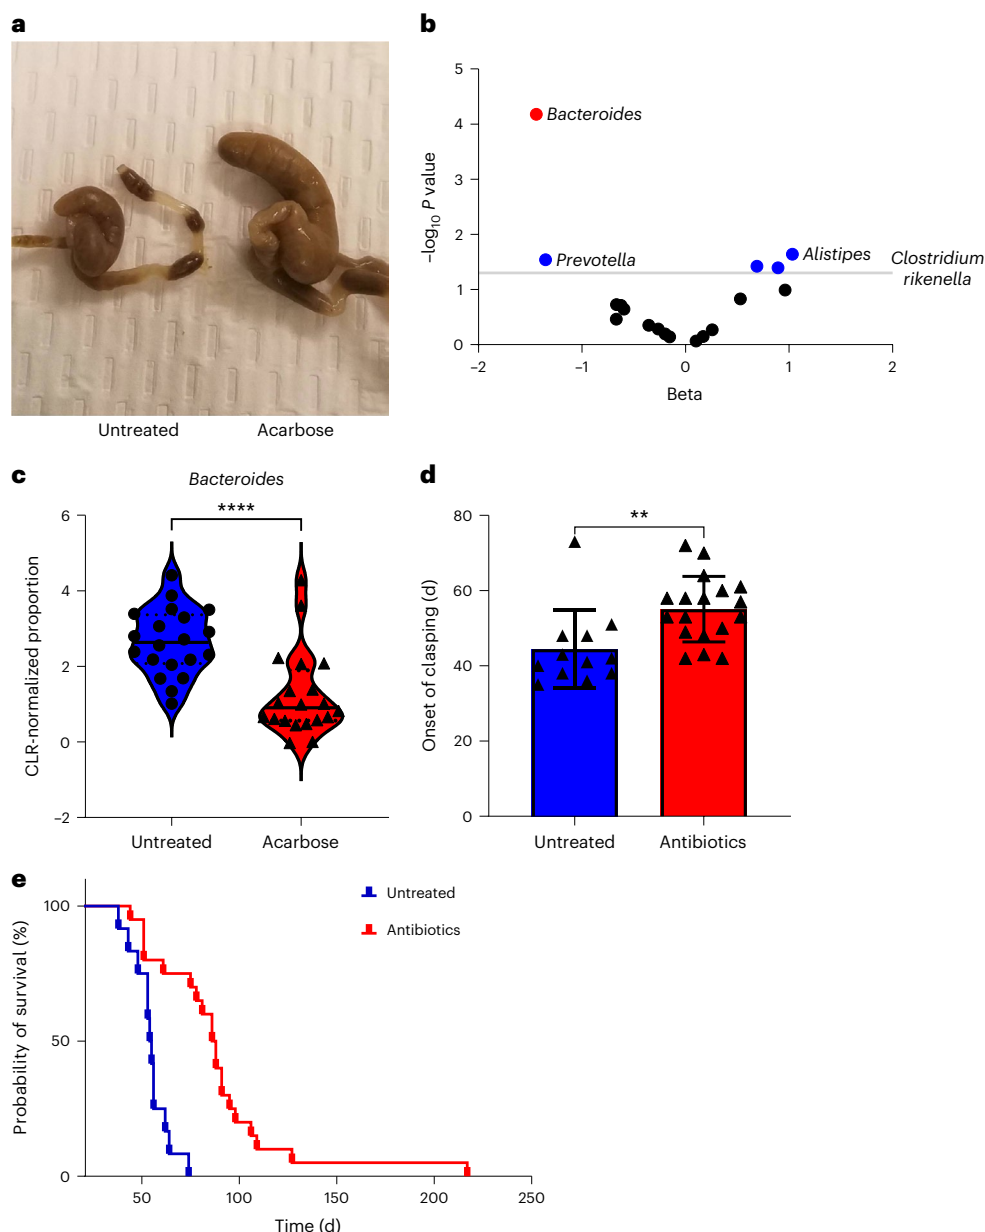 a
Untreated
Acarbose
b
5
4
3
2
1
0
–log10 P value
Bacteroides
Prevotella
Alistipes
Clostridium
rikenella
–2
–1
0
1
2
Beta
c
Bacteroides
****
6
4
2
0
–2
CLR-normalized proportion
Untreated
Acarbose
d
**
80
60
40
20
0
Onset of clasping (d)
Untreated
Antibiotics
e
Untreated
Antibiotics
100
50
0
Probability of survival (%)
50
100
150
200
250
Time (d)